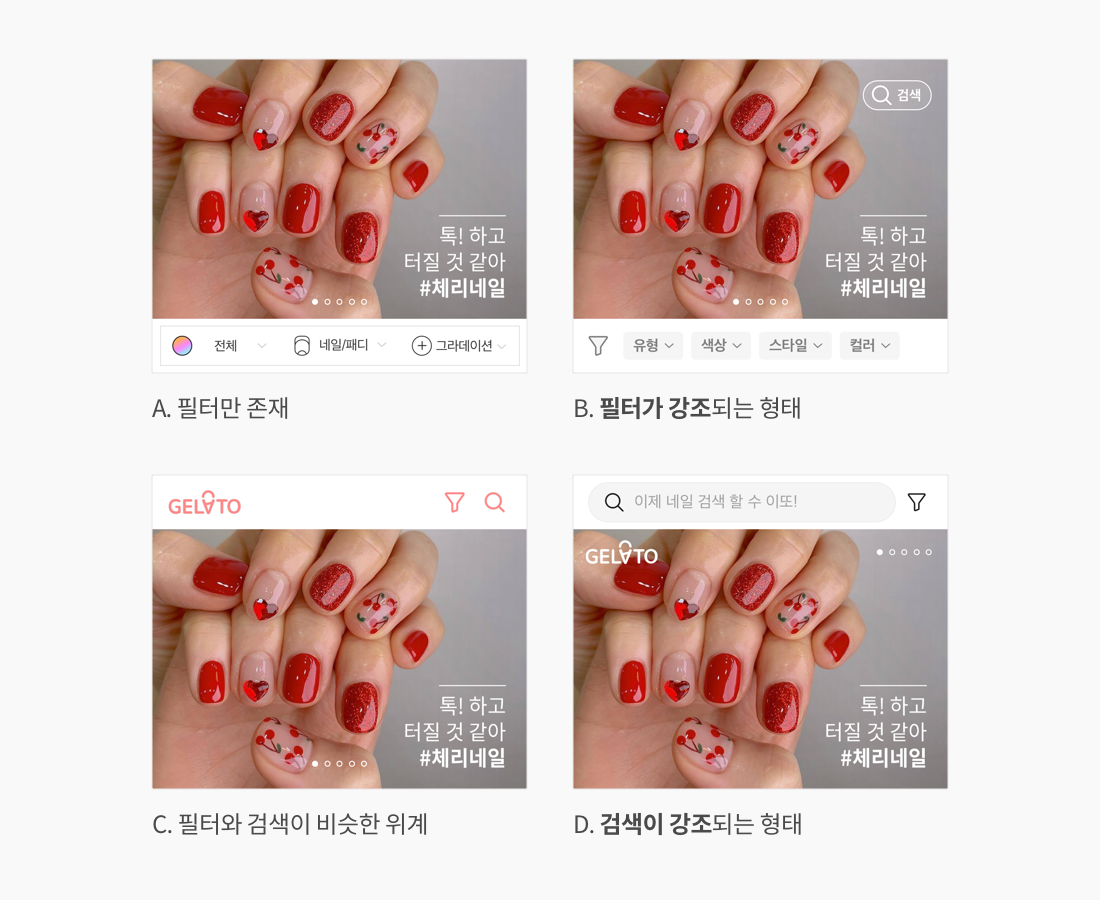 톡! 하고
터질 것 같아
#체리네일
전체
네일/패디
그라데이션
A. 필터만 존재
검색
톡! 하고
터질 것 같아
#체리네일
유형
색상
스타일
컬러
B. 필터가 강조되는 형태
GELATO
톡! 하고
터질 것 같아
#체리네일
C. 필터와 검색이 비슷한 위계
이제 네일 검색 할 수 이또!
GELATO
톡! 하고
터질 것 같아
#체리네일
D. 검색이 강조되는 형태